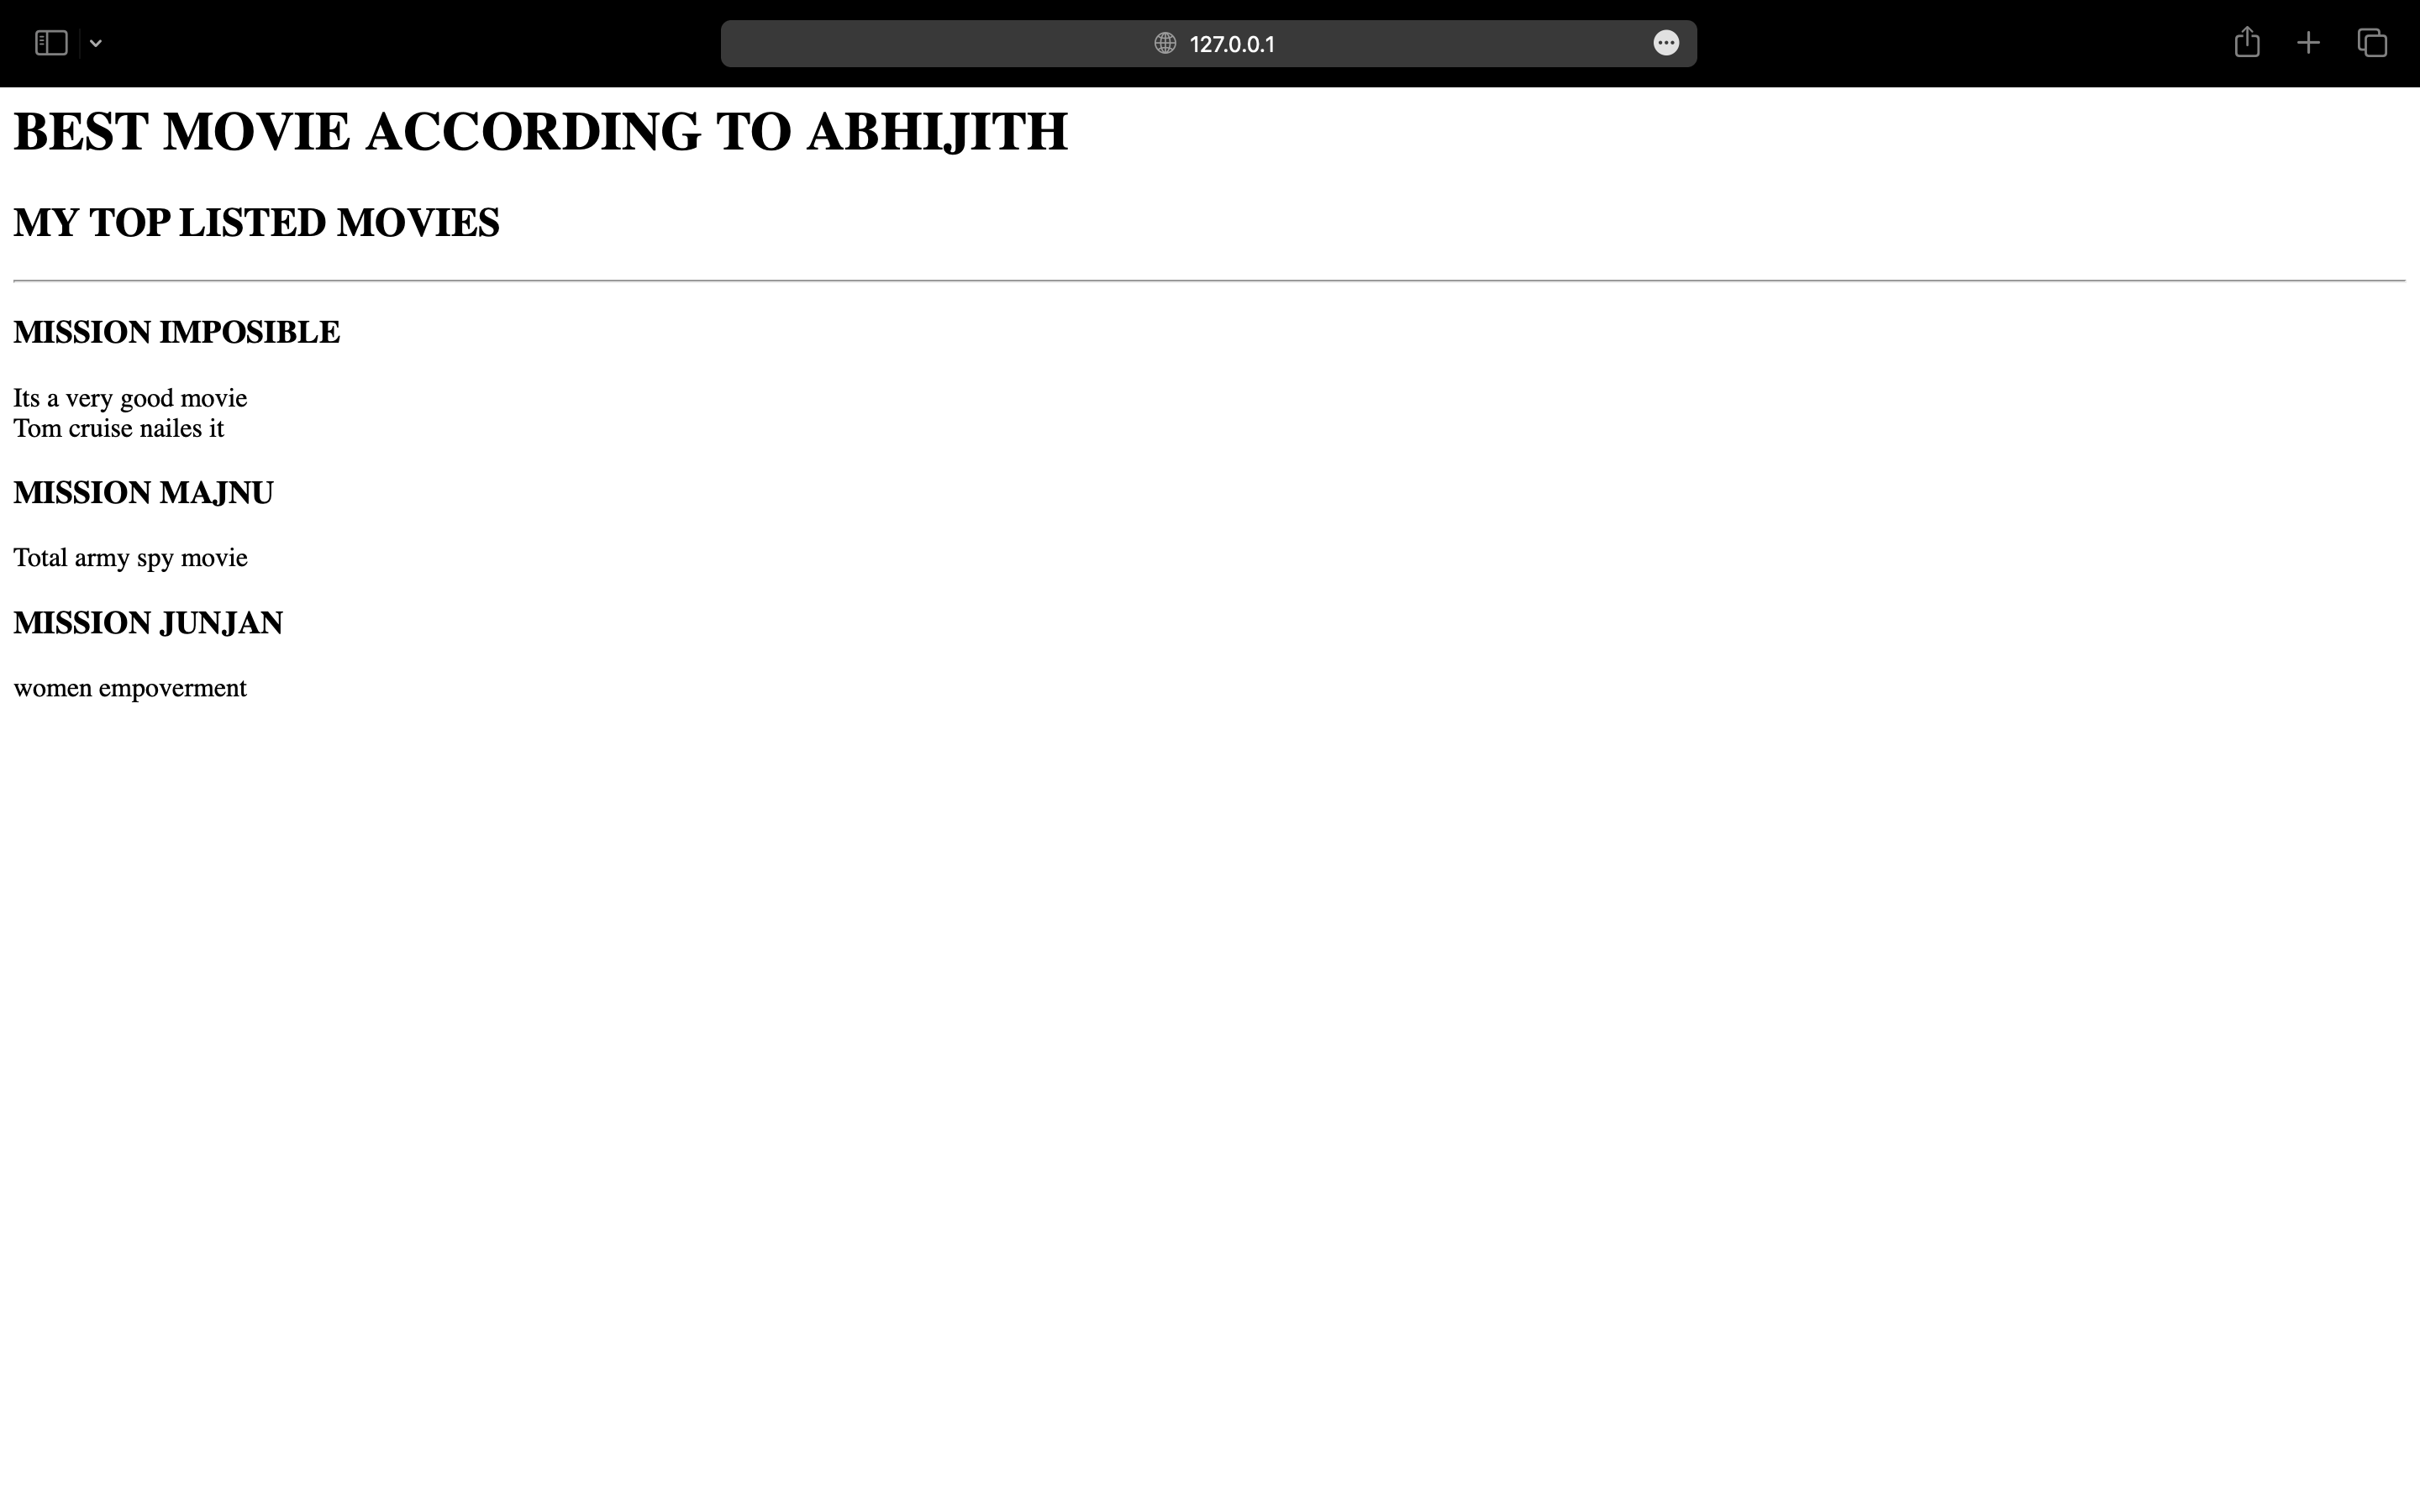 127.0.0.1
BEST MOVIE ACCORDING TO ABHIJITH
MY TOP LISTED MOVIES
MISSION IMPOSIBLE
Its a very good movie
Tom cruise nailes it
MISSION MAJNU
Total army spy movie
MISSION JUNJAN
women empoverment